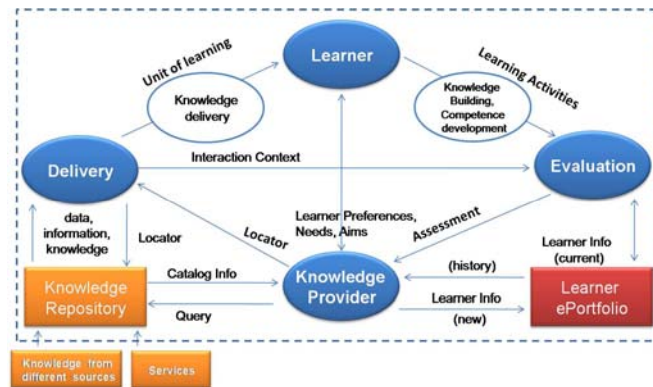 Unit of learning
Learner
Learning Activities
Knowledge
delivery
Knowledge
Building,
Competence
development
Delivery
Interaction Context
Evaluation
data,
information,
knowledge
Locator
Locator
Learner Preferences,
Needs, Aims
Assessment
Learner Info
(current)
Knowledge
Repository
Catalog Info
Query
Knowledge
Provider
(history)
Learner Info
(new)
Learner
ePortfolio
Knowledge from
different sources
Services